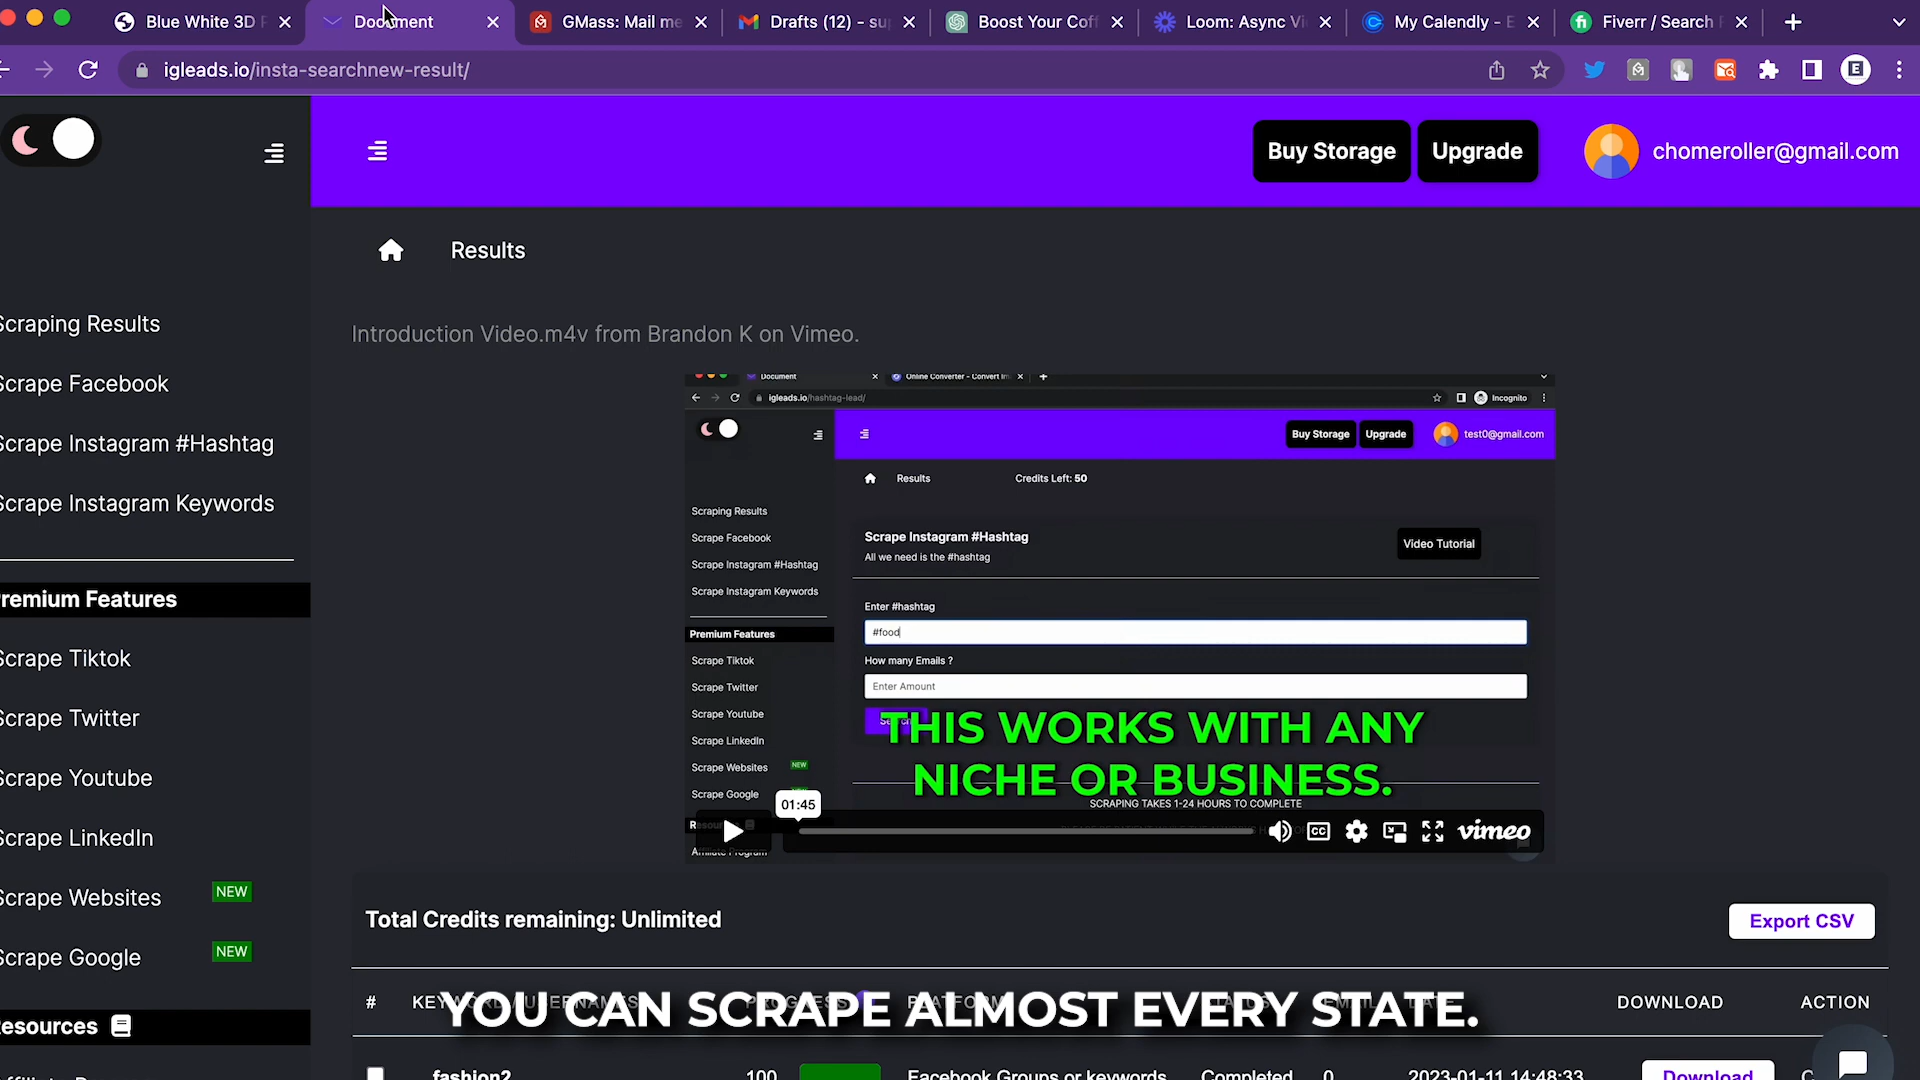 Blue White 3D
Document
GMass: Mail me
Drafts (12) - su
Boost Your Coff
Loom: Async Vi
My Calendly - E
Fiverr / Search
igleads.io/insta-searchnew-result/
E
Buy Storage
Upgrade
chomeroller@gmail.com
Results
Scraping Results
Scrape Facebook
Scrape Instagram #Hashtag
Scrape Instagram Keywords
Premium Features
Scrape Tiktok
Scrape Twitter
Scrape Youtube
Scrape LinkedIn
Scrape Websites NEW
Scrape Google NEW
Resources
Introduction Video.m4v from Brandon K on Vimeo.
Document
Online Converter - Convert Im
igleads.io/hashtag-lead/
Incognito
Buy Storage
Upgrade
test0@gmail.com
Results
Credits Left: 50
Scraping Results
Scrape Facebook
Scrape Instagram #Hashtag
Scrape Instagram Keywords
Premium Features
Scrape Tiktok
Scrape Twitter
Scrape Youtube
Scrape LinkedIn
Scrape Websites NEW
Scrape Google
Affiliate Program
Scrape Instagram #Hashtag
All we need is the #hashtag
Video Tutorial
Enter #hashtag
#food
How many Emails ?
Enter Amount
THIS WORKS WITH ANY
NICHE OR BUSINESS.
SCRAPING TAKES 1-24 HOURS TO COMPLETE
01:45
CC
vimeo
Total Credits remaining: Unlimited
Export CSV
# DOWNLOAD ACTION
YOU CAN SCRAPE ALMOST EVERY STATE.
fashion2 100 Facebook Groups or keywords Completed 0 2023-01-11 14:48:33 Download